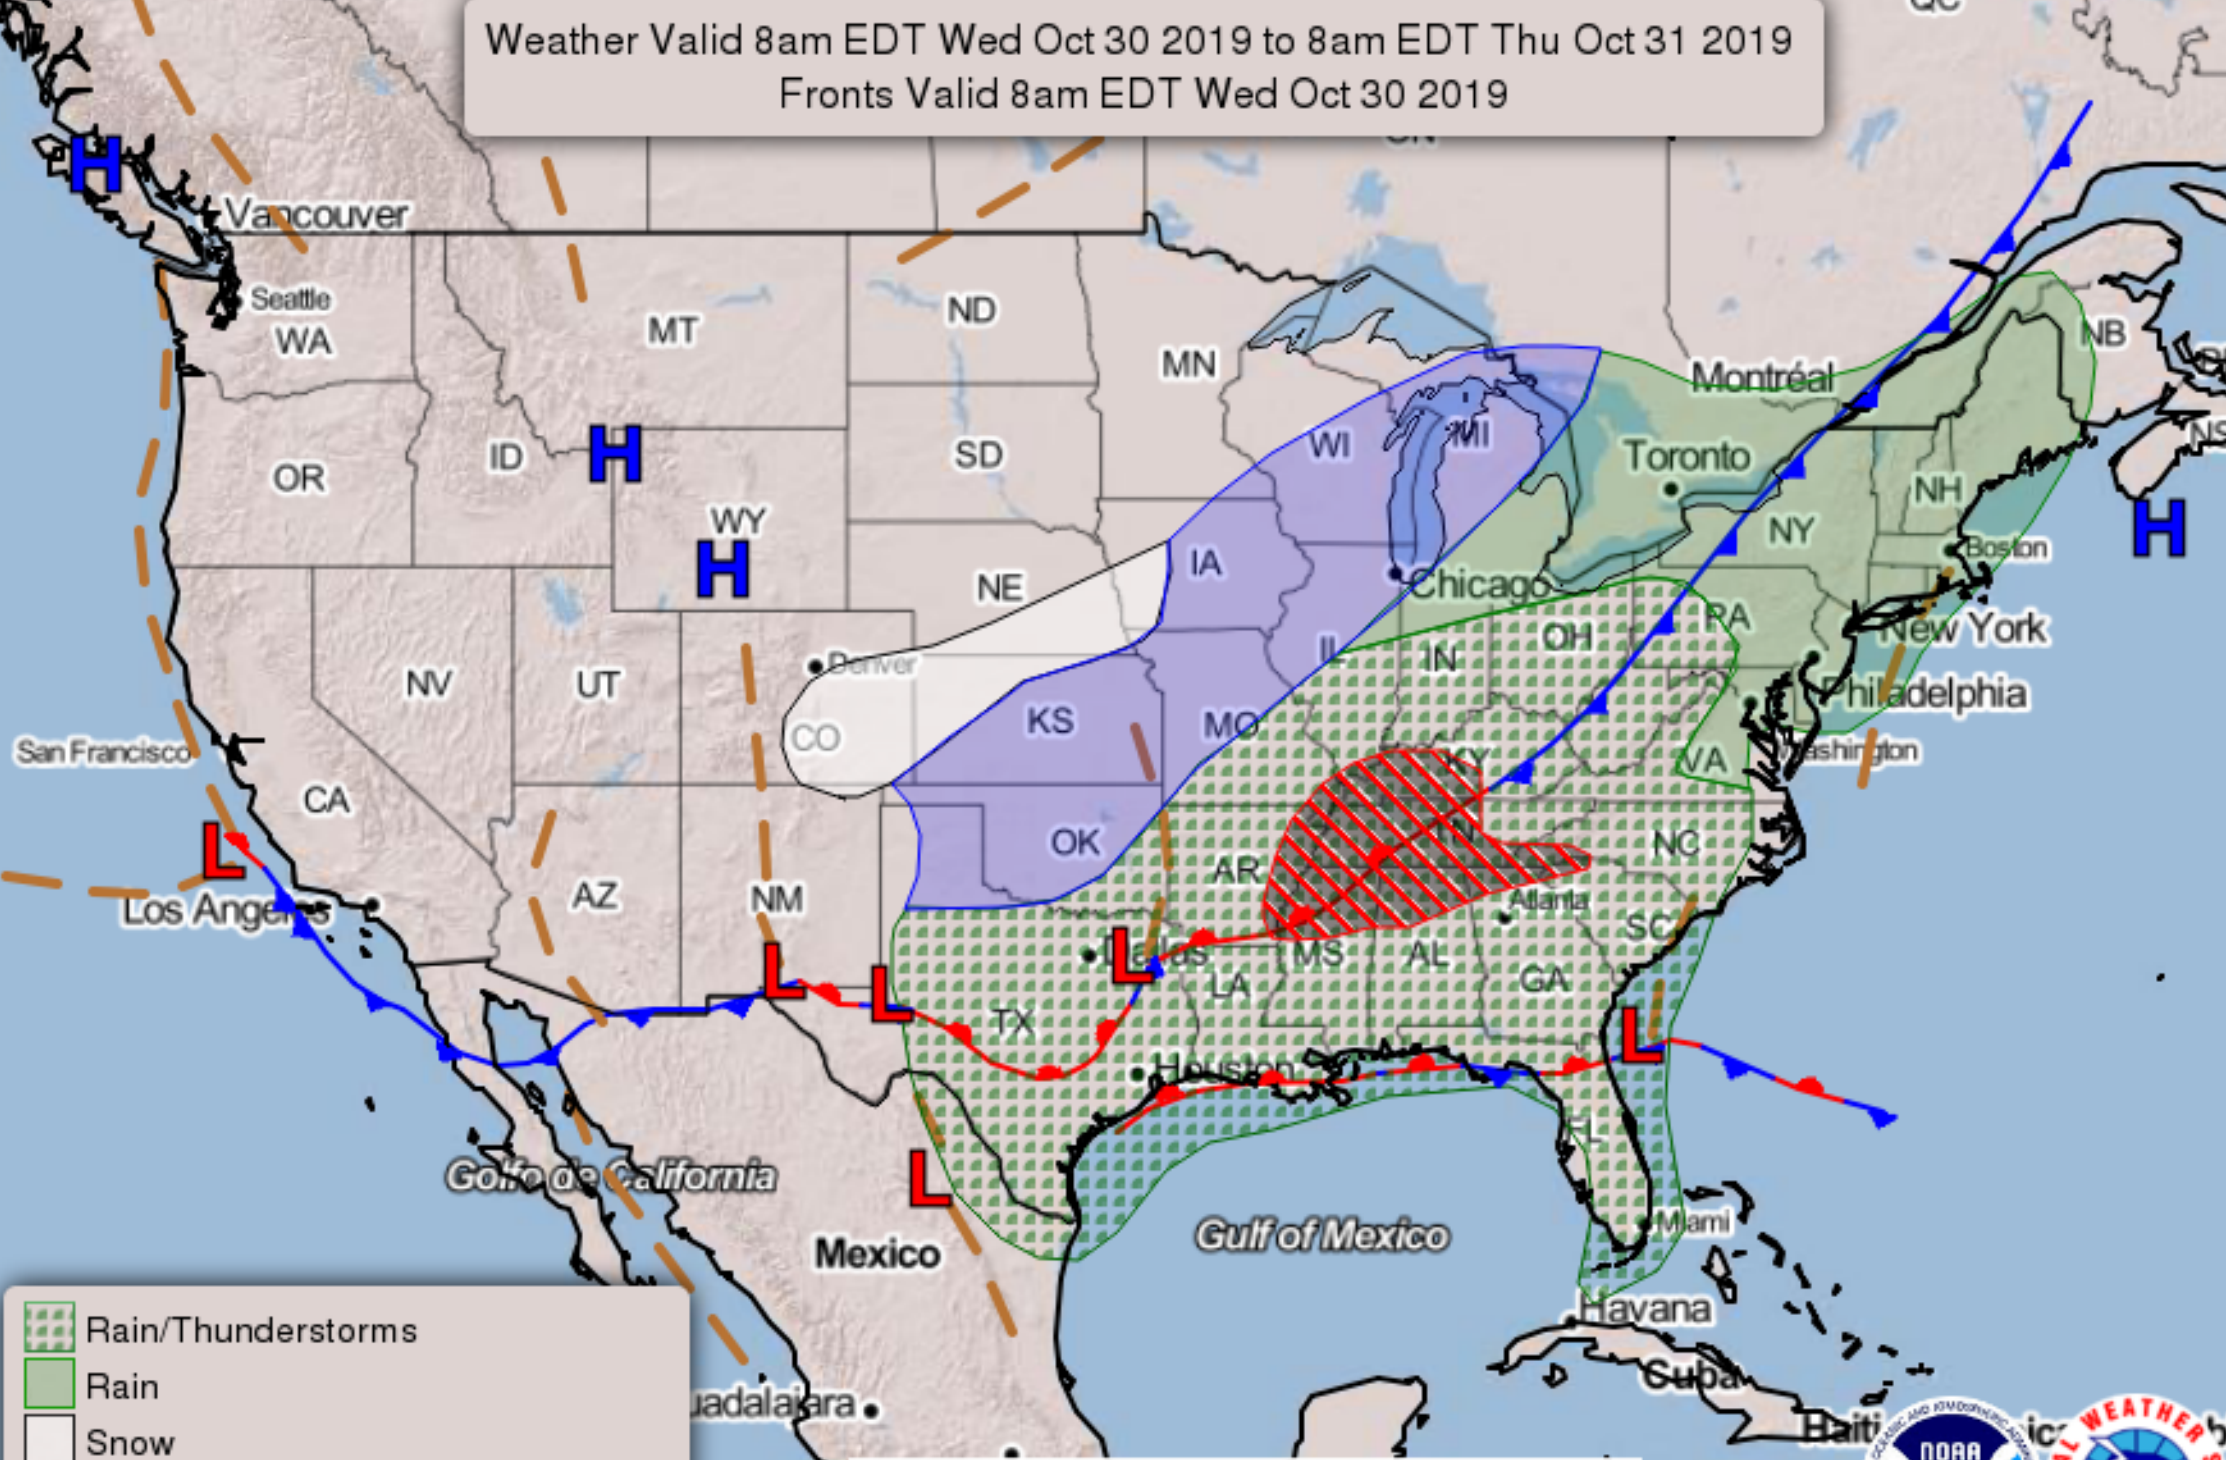 Weather Valid 8am EDT Wed Oct 30 2019 to 8am EDT Thu Oct 31 2019
Fronts Valid 8am EDT Wed Oct 30 2019
QC
H
Vancouver
Seattle
WA
MT
ND
MN
NB
Montréal
OR
ID
H
SD
WI
MI
Toronto
NH
NS
H
WY
H
NY
Boston
IA
NE
Chicago
PA
New York
OH
IN
IL
Denver
NV
UT
CO
KS
MO
Philadelphia
San Francisco
VA
Washington
KY
CA
L
OK
TN
NC
AR
Los Angeles
AZ
NM
Atlanta
SC
L
L
L
Dallas
MS
AL
GA
LA
TX
L
Houston
FL
L
Golfo de California
Miami
Gulf of Mexico
Mexico
Havana
Cuba
Haiti
uadalajara
Rain/Thunderstorms
Rain
Snow
NOAA
WEATHER